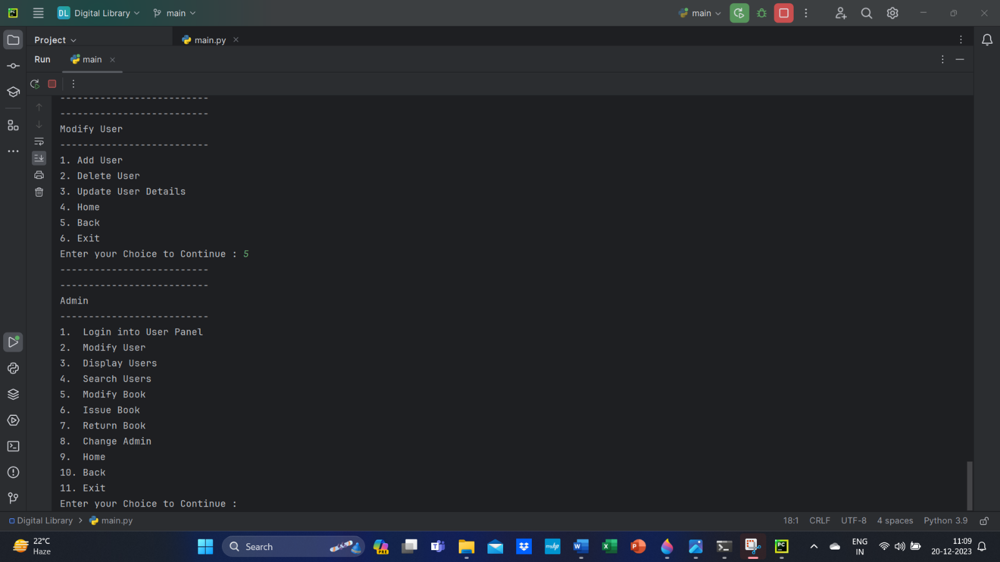 DL Digital Library main main
Project main.py
Run main
--------------------------
--------------------------
Modify User
--------------------------
1. Add User
2. Delete User
3. Update User Details
4. Home
5. Back
6. Exit
Enter your Choice to Continue : 5
--------------------------
--------------------------
Admin
--------------------------
1.  Login into User Panel
2.  Modify User
3.  Display Users
4.  Search Users
5.  Modify Book
6.  Issue Book
7.  Return Book
8.  Change Admin
9.  Home
10. Back
11. Exit
Enter your Choice to Continue :
Digital Library > main.py 18:1 CRLF UTF-8 4 spaces Python 3.9
22°C
Haze
Search
PRE
ENG
IN
11:09
20-12-2023